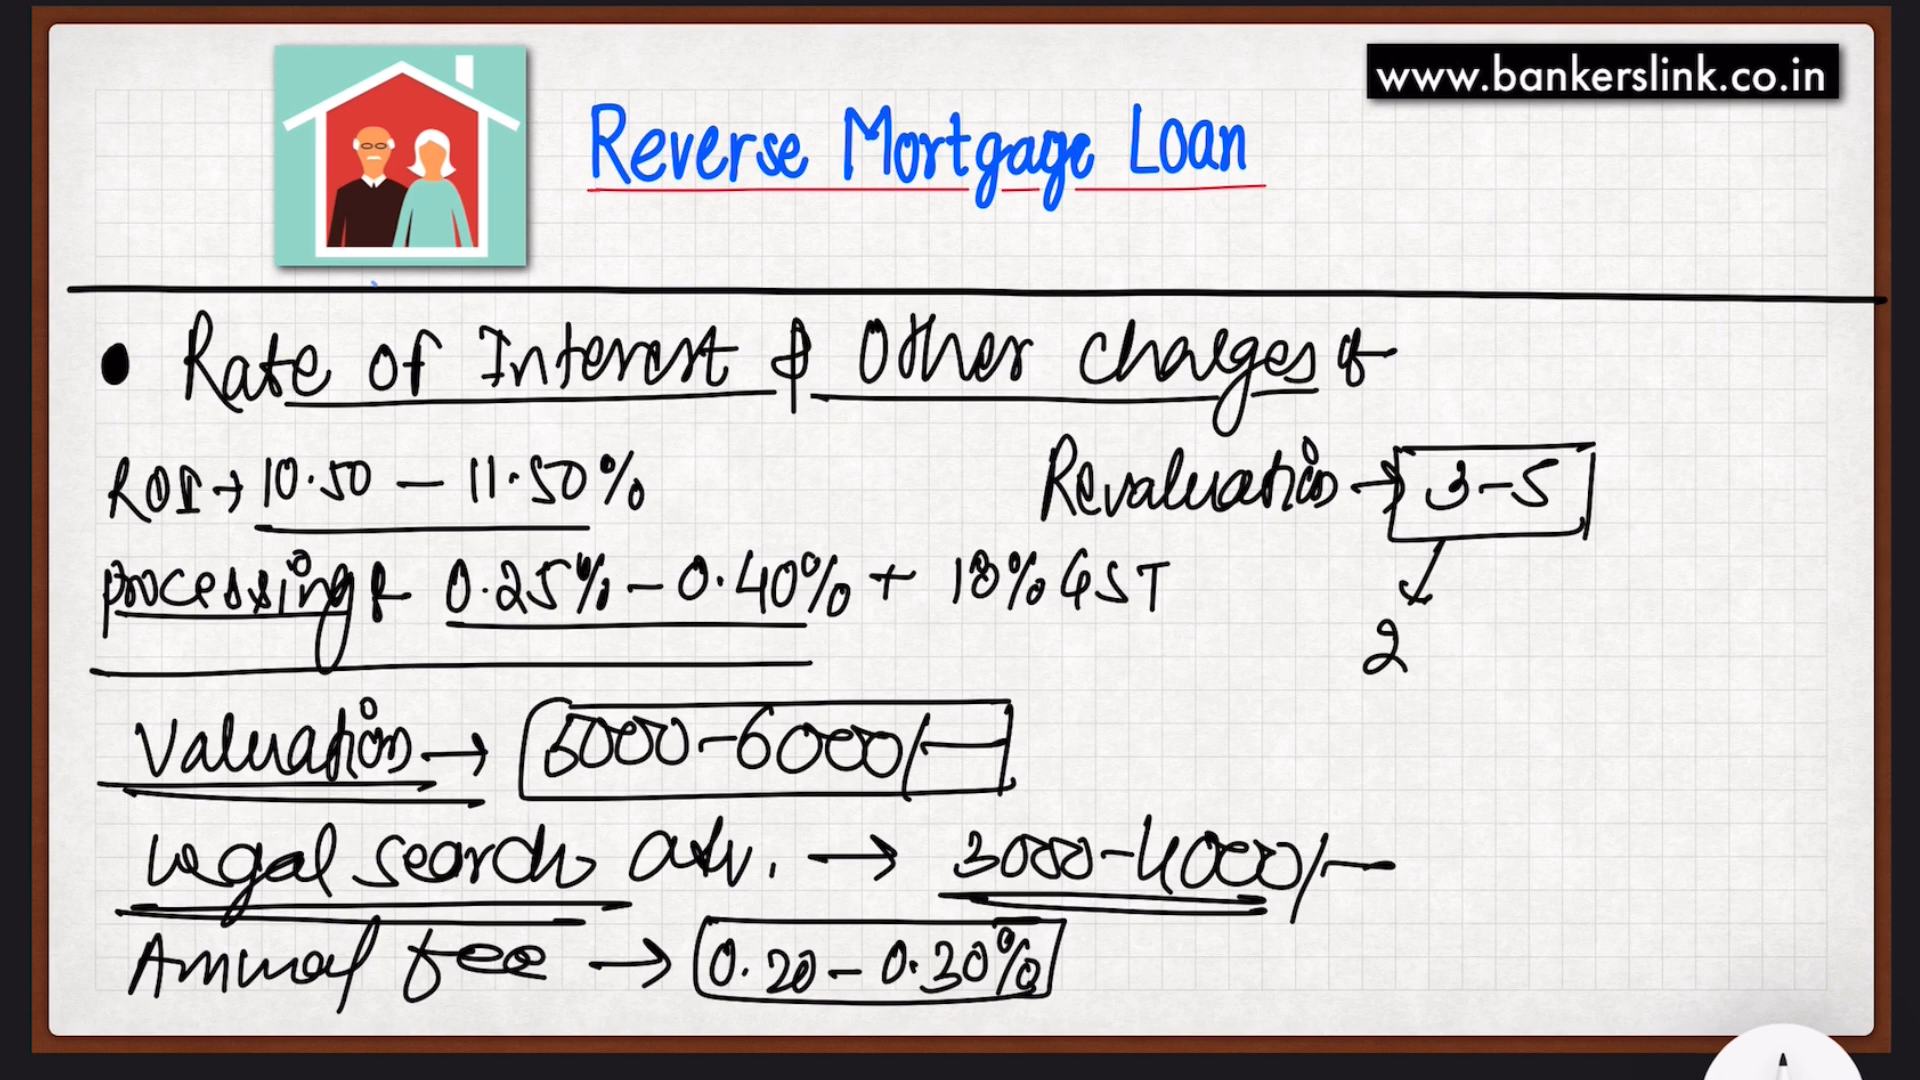 www.bankerslink.co.in
Reverse Mortgage Loan
• Rate of Interest & Other Charges :-
ROI → 10.50 – 11.50%
Revaluation → 3-5
2
processing :- 0.25% – 0.40% + 18% GST
Valuation → 5000-6000/-
Legal search adv. → 3000-4000/-
Annual fee → 0.20 - 0.30%